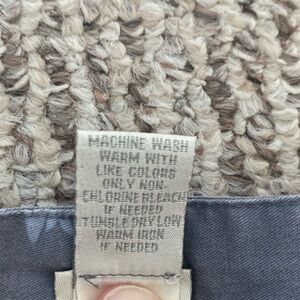 MACHINE WASH
WARM WITH
LIKE COLORS
ONLY NON-
CHLORINE BLEACH
IF NEEDED
TUMBLE DRY LOW
WARM IRON
IF NEEDED